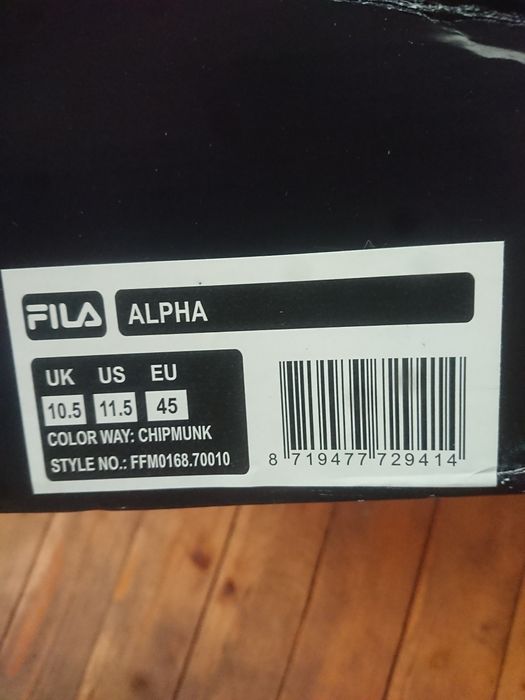 FILA ALPHA
UK US EU
10.5 11.5 45
COLOR WAY: CHIPMUNK
STYLE NO.: FFM0168.70010
8 719477 729414